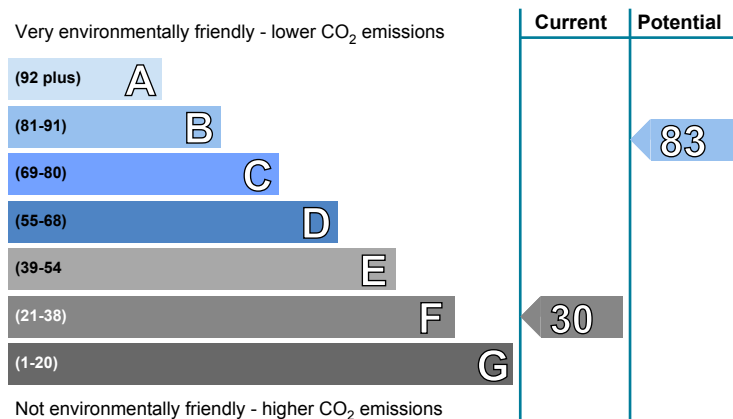 Very environmentally friendly - lower CO2 emissions
Current
Potential
(92 plus) A
(81-91) B
83
(69-80) C
(55-68) D
(39-54 E
(21-38) F
30
(1-20) G
Not environmentally friendly - higher CO2 emissions